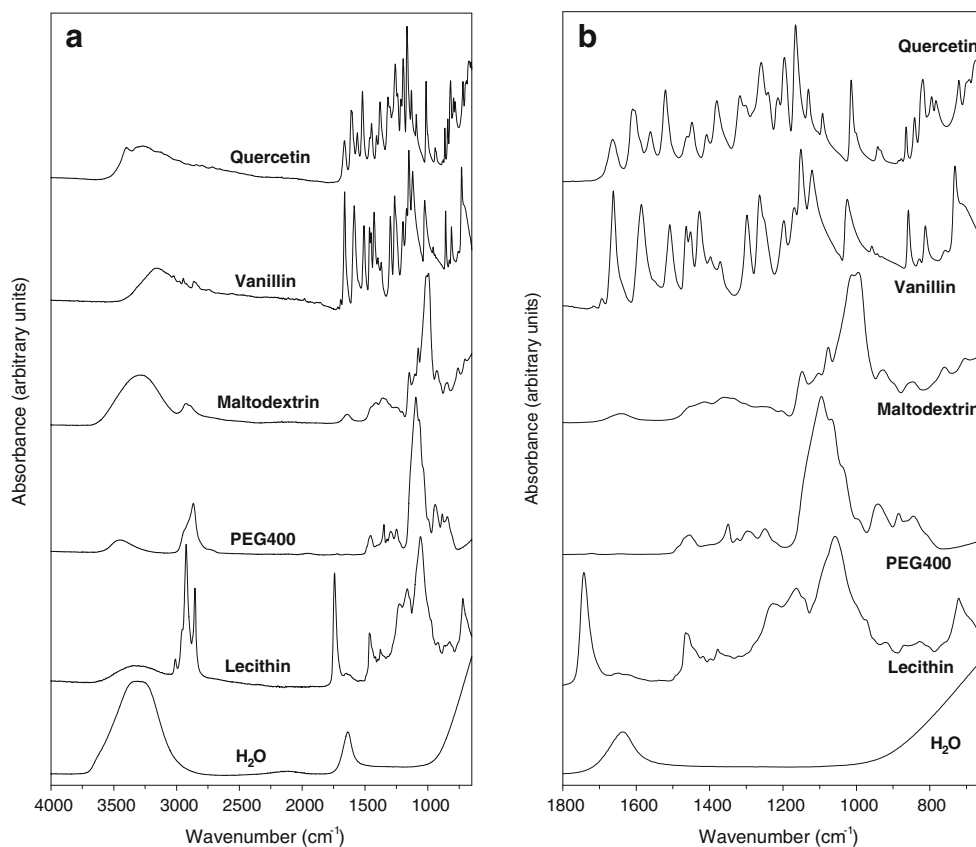 a
Absorbance (arbitrary units)
Quercetin
Vanillin
Maltodextrin
PEG400
Lecithin
H₂O
4000 3500 3000 2500 2000 1500 1000
Wavenumber (cm⁻¹)
b
Absorbance (arbitrary units)
Quercetin
Vanillin
Maltodextrin
PEG400
Lecithin
H₂O
1800 1600 1400 1200 1000 800
Wavenumber (cm⁻¹)